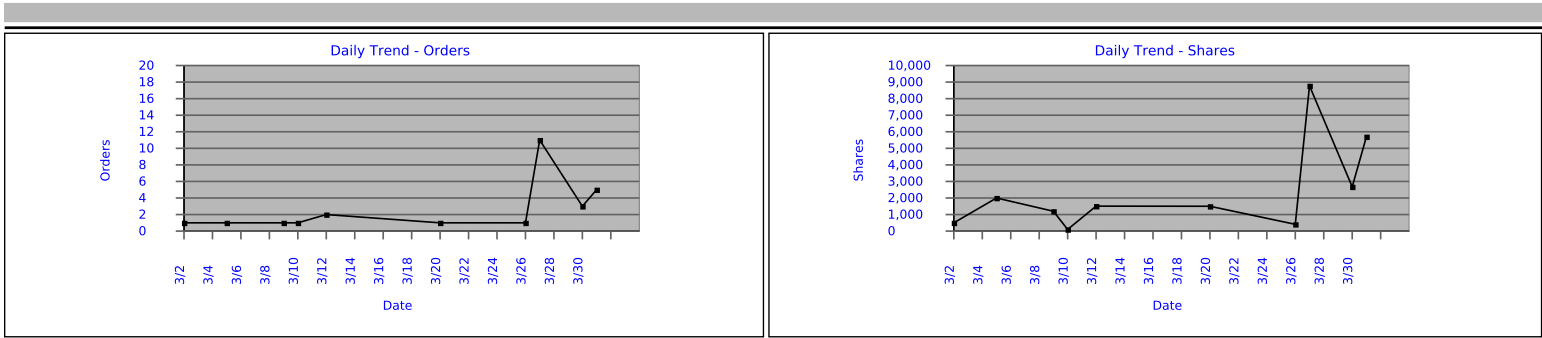 Daily Trend - Orders
20
18
16
14
12
10
8
6
4
2
0
Orders
3/2 3/4 3/6 3/8 3/10 3/12 3/14 3/16 3/18 3/20 3/22 3/24 3/26 3/28 3/30
Date
Daily Trend - Shares
10,000
9,000
8,000
7,000
6,000
5,000
4,000
3,000
2,000
1,000
0
Shares
3/2 3/4 3/6 3/8 3/10 3/12 3/14 3/16 3/18 3/20 3/22 3/24 3/26 3/28 3/30
Date